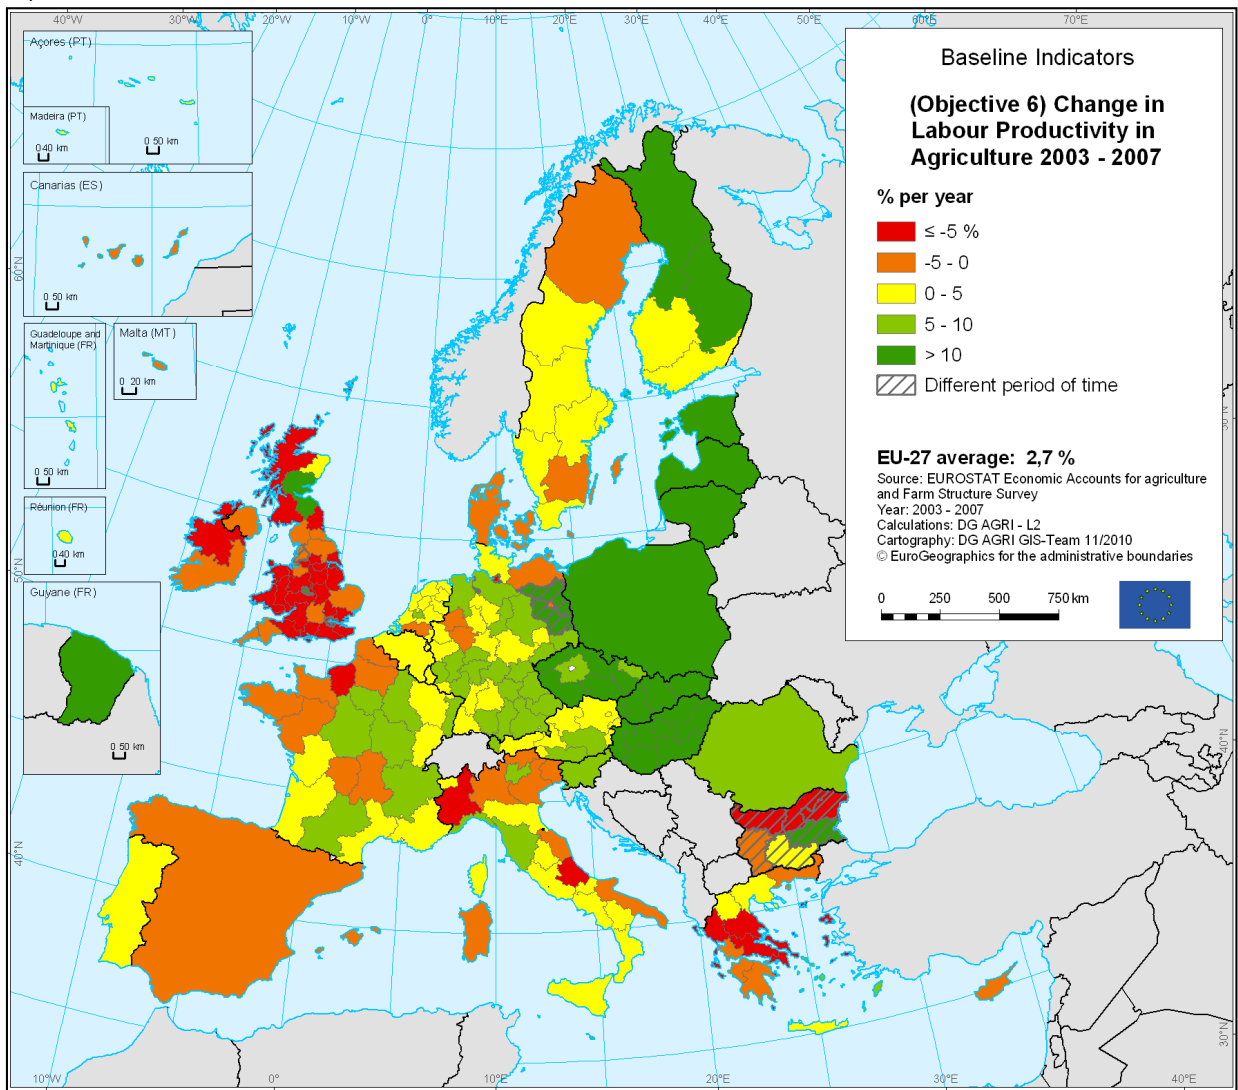 40°W 30°W 20°W 10°W 0° 10°E 20°E 30°E 40°E 50°E 60°E 70°E
Açores (PT)
Madeira (PT)
0 40 km
0 50 km
Canarias (ES)
0 50 km
60°N
Guadeloupe and
Martinique (FR)
0 50 km
Malta (MT)
0 20 km
Réunion (FR)
0 40 km
50°N
Guyane (FR)
0 50 km
40°N
Baseline Indicators
(Objective 6) Change in
Labour Productivity in
Agriculture 2003 - 2007
% per year
≤ -5 %
-5 - 0
0 - 5
5 - 10
> 10
Different period of time
EU-27 average: 2,7 %
Source: EUROSTAT Economic Accounts for agriculture
and Farm Structure Survey
Year: 2003 - 2007
Calculations: DG AGRI - L2
Cartography: DG AGRI GIS-Team 11/2010
© EuroGeographics for the administrative boundaries
0 250 500 750 km
40°N
30°N
10°W 0° 10°E 20°E 30°E 40°E